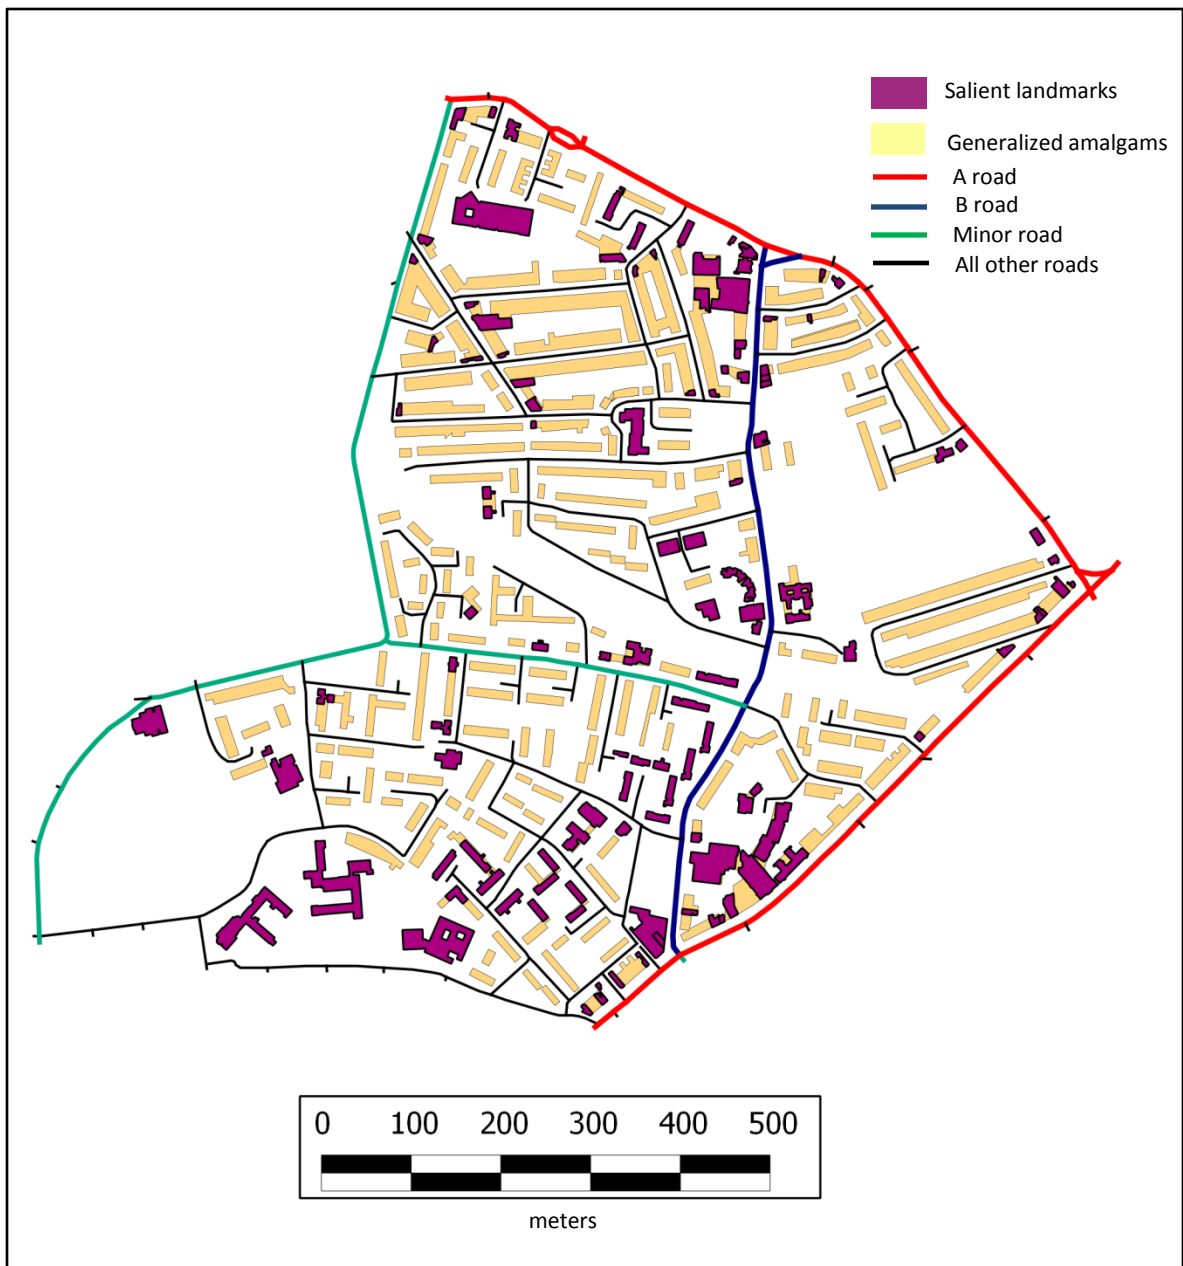 Salient landmarks
Generalized amalgams
A road
B road
Minor road
All other roads
0 100 200 300 400 500
meters